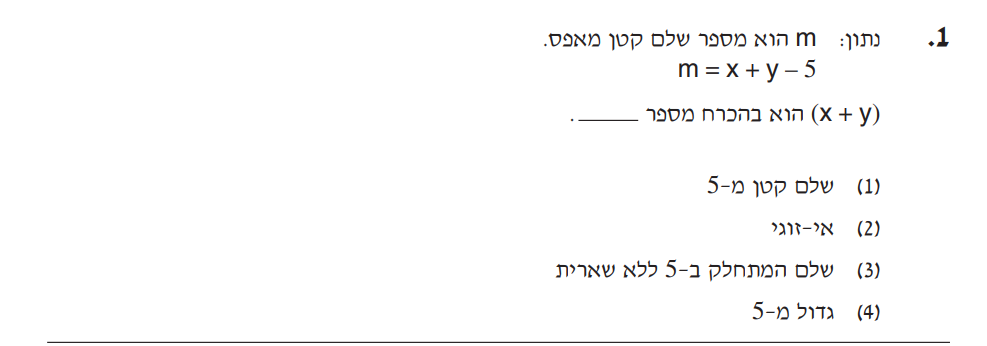 1. נתון: m הוא מספר שלם קטן מאפס.
m = x + y – 5
(x + y) הוא בהכרח מספר _____ .
(1) שלם קטן מ-5
(2) אי-זוגי
(3) שלם המתחלק ב-5 ללא שארית
(4) גדול מ-5